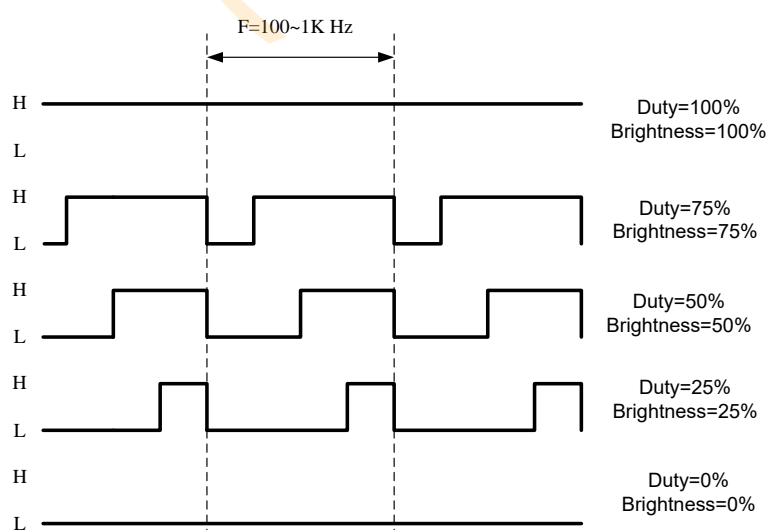 F=100~1K Hz
H
Duty=100%
Brightness=100%
L
H
Duty=75%
Brightness=75%
L
H
Duty=50%
Brightness=50%
L
H
Duty=25%
Brightness=25%
L
H
Duty=0%
Brightness=0%
L